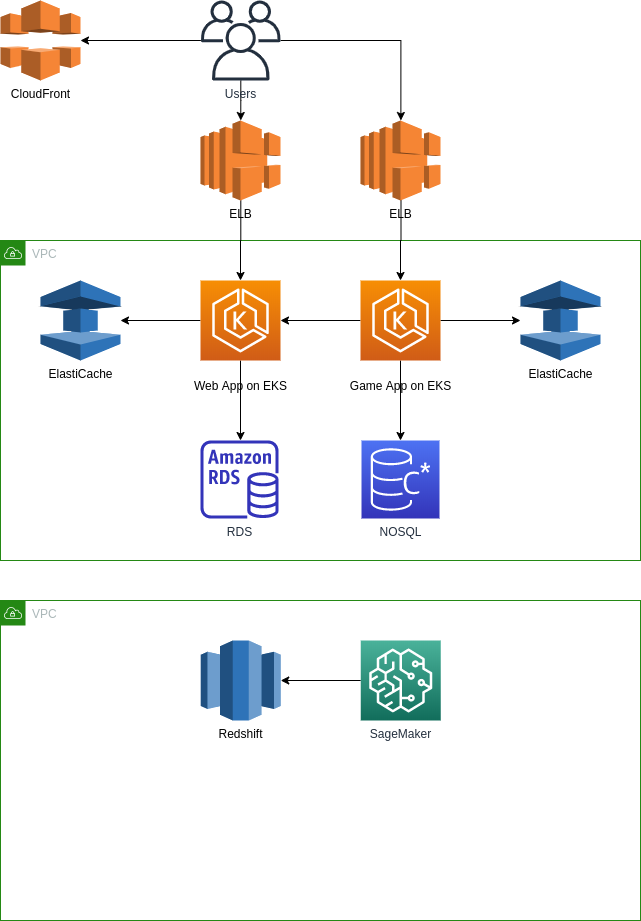 CloudFront
Users
ELB
ELB
VPC
ElastiCache
Web App on EKS
Game App on EKS
ElastiCache
K
K
Amazon
RDS
C*
RDS
NOSQL
VPC
Redshift
SageMaker